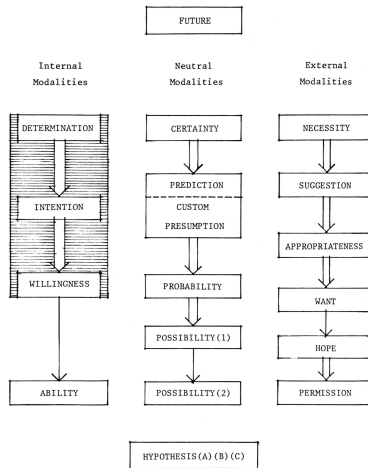 FUTURE
Internal Modalities
Neutral Modalities
External Modalities
DETERMINATION
INTENTION
WILLINGNESS
ABILITY
CERTAINTY
PREDICTION
CUSTOM
PRESUMPTION
PROBABILITY
POSSIBILITY(1)
POSSIBILITY(2)
NECESSITY
SUGGESTION
APPROPRIATENESS
WANT
HOPE
PERMISSION
HYPOTHESIS(A)(B)(C)